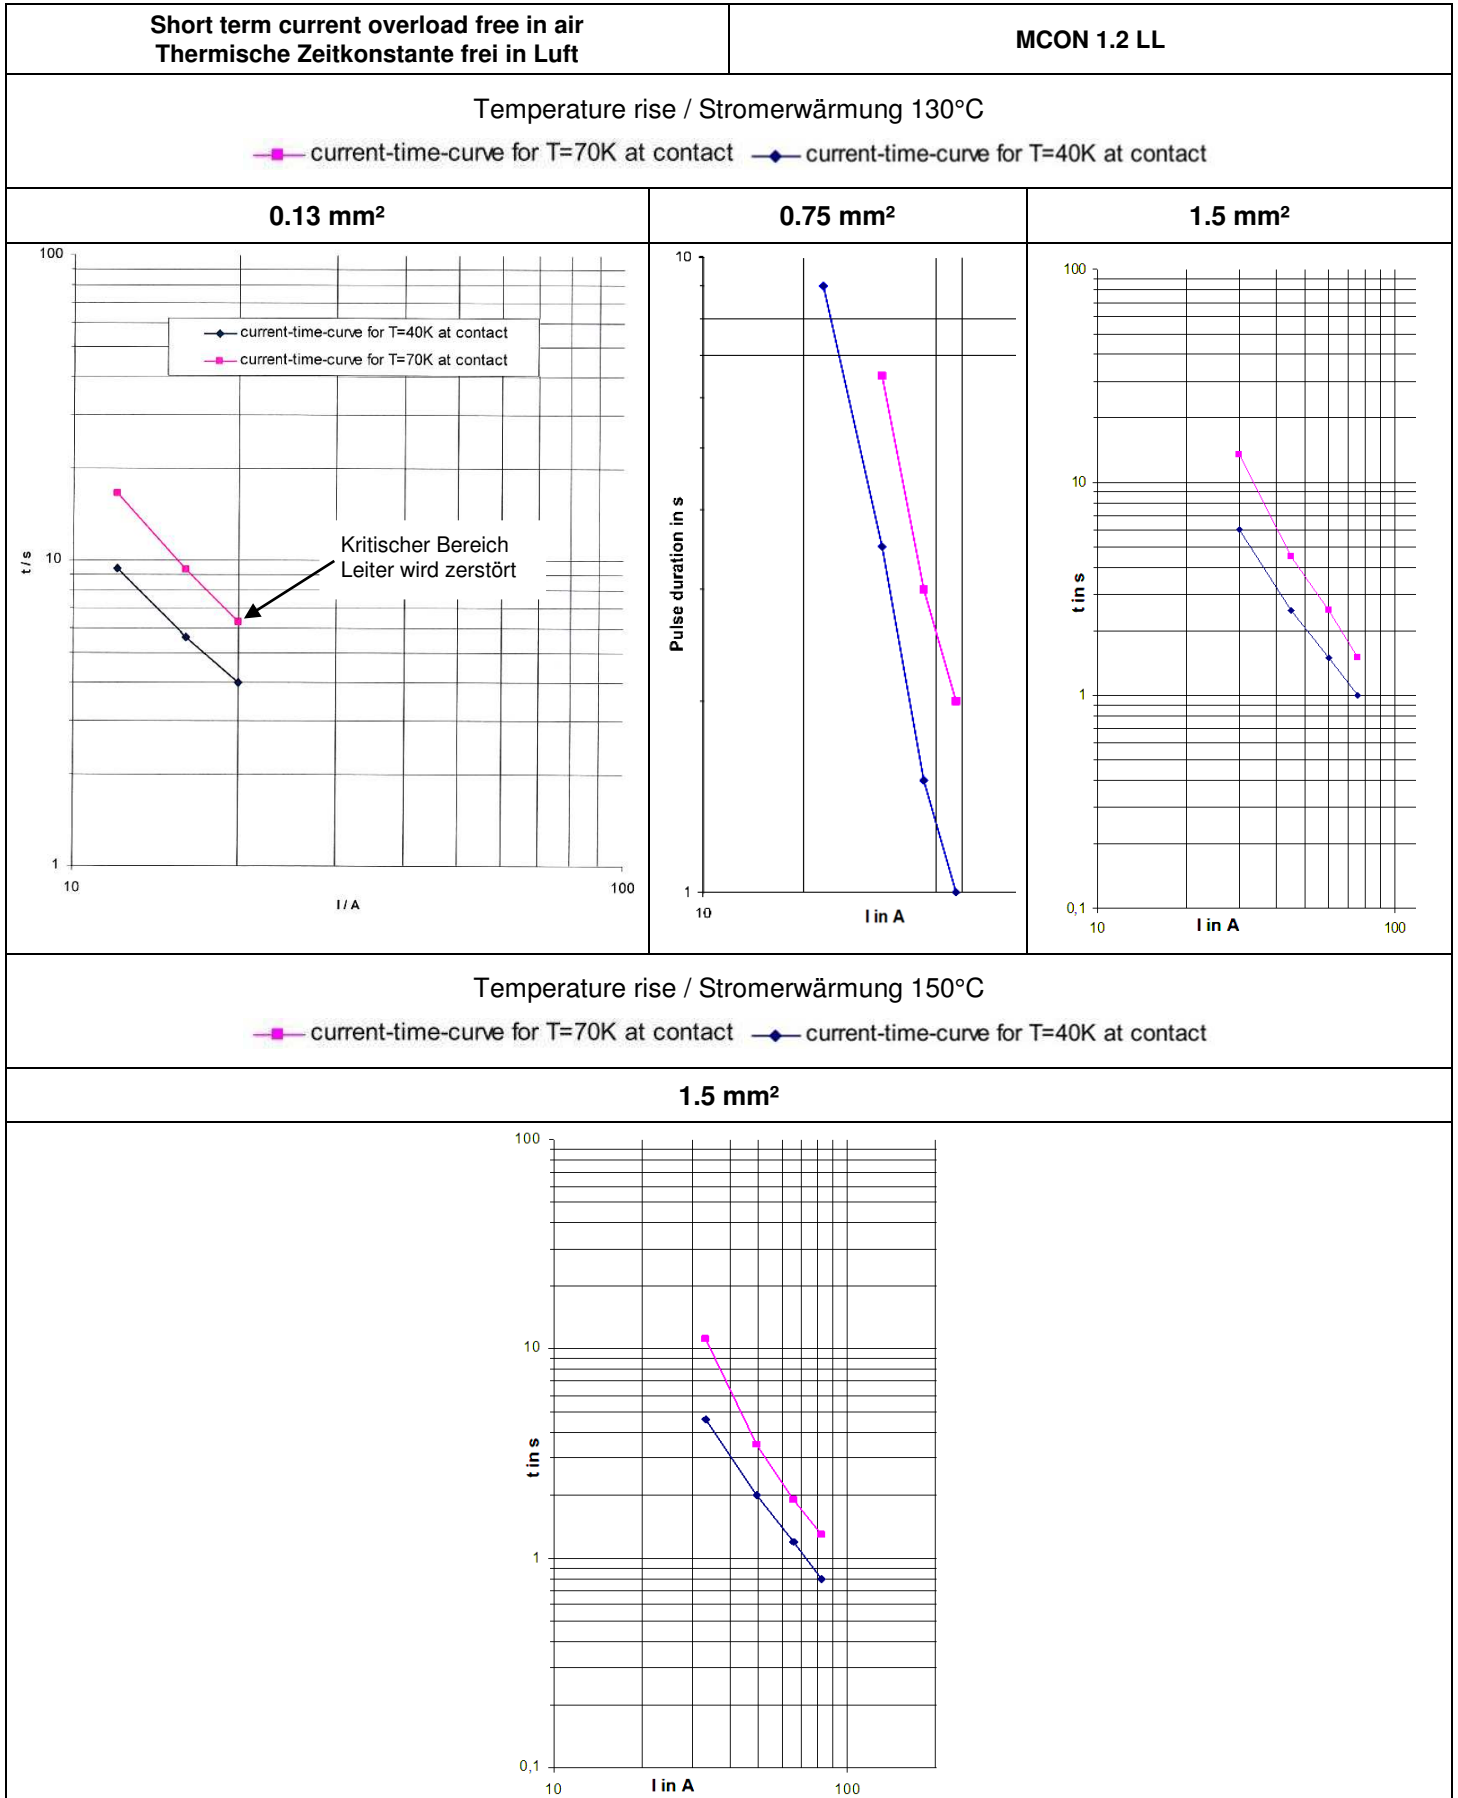 Short term current overload free in air
Thermische Zeitkonstante frei in Luft
MCON 1.2 LL
Temperature rise / Stromerwärmung 130°C
current-time-curve for T=70K at contact
current-time-curve for T=40K at contact
0.13 mm²
0.75 mm²
1.5 mm²
100
current-time-curve for T=40K at contact
current-time-curve for T=70K at contact
Kritischer Bereich
Leiter wird zerstört
t / s
10
1
10
100
I / A
10
Pulse duration in s
1
10
I in A
100
10
t in s
1
0,1
10
I in A
100
Temperature rise / Stromerwärmung 150°C
current-time-curve for T=70K at contact
current-time-curve for T=40K at contact
1.5 mm²
100
10
t in s
1
0,1
10
I in A
100